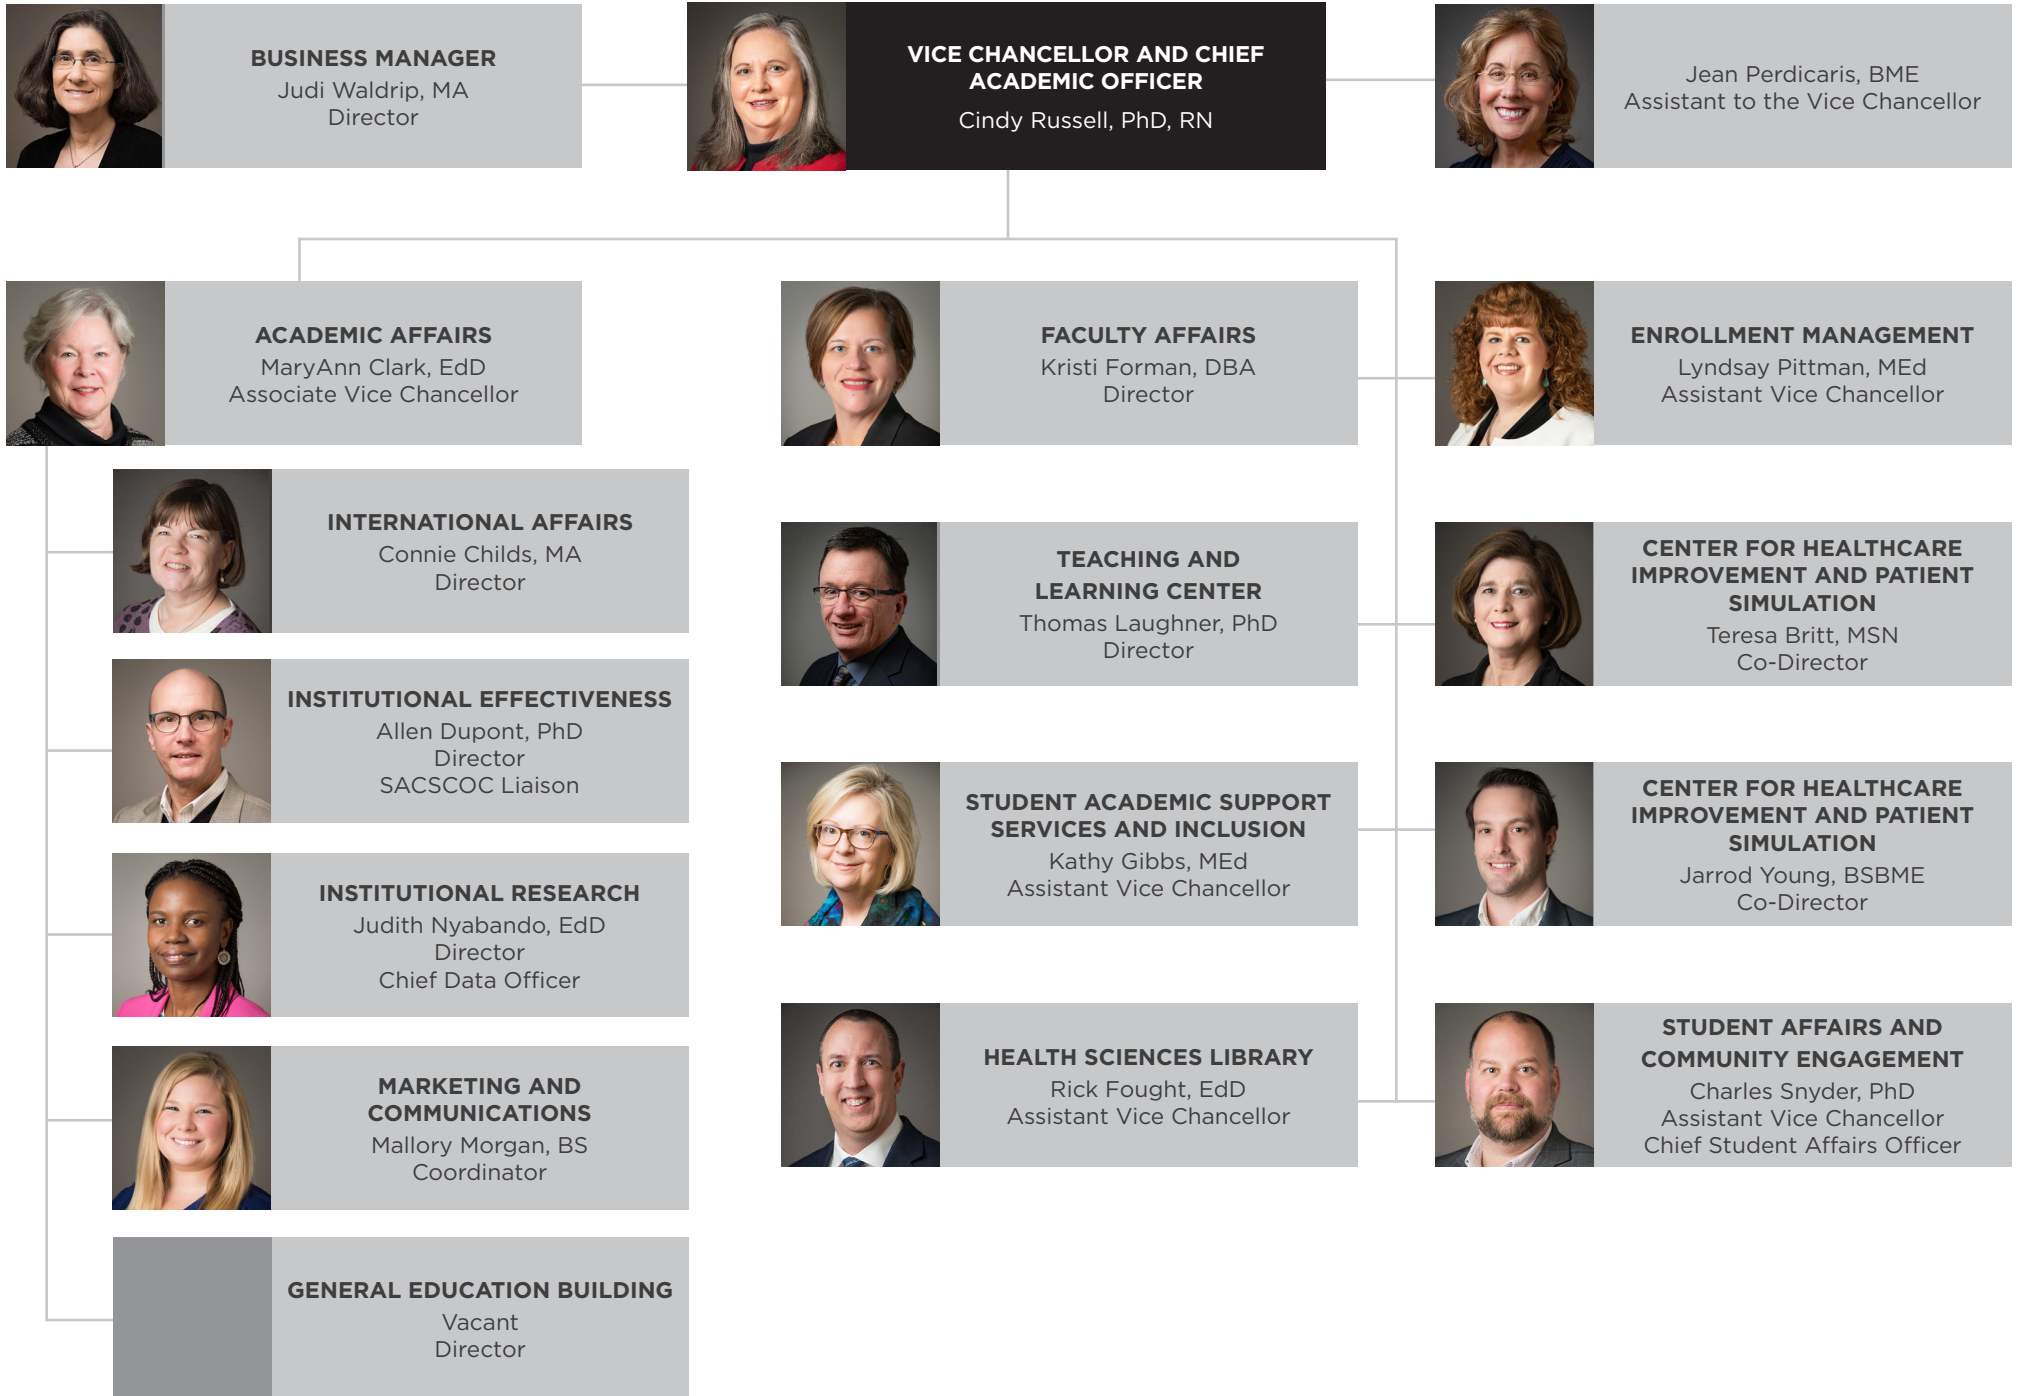 BUSINESS MANAGER
Judi Waldrip, MA
Director
VICE CHANCELLOR AND CHIEF
ACADEMIC OFFICER
Cindy Russell, PhD, RN
Jean Perdicaris, BME
Assistant to the Vice Chancellor
ACADEMIC AFFAIRS
MaryAnn Clark, EdD
Associate Vice Chancellor
FACULTY AFFAIRS
Kristi Forman, DBA
Director
ENROLLMENT MANAGEMENT
Lyndsay Pittman, MEd
Assistant Vice Chancellor
INTERNATIONAL AFFAIRS
Connie Childs, MA
Director
INSTITUTIONAL EFFECTIVENESS
Allen Dupont, PhD
Director
SACSCOC Liaison
INSTITUTIONAL RESEARCH
Judith Nyabando, EdD
Director
Chief Data Officer
MARKETING AND
COMMUNICATIONS
Mallory Morgan, BS
Coordinator
GENERAL EDUCATION BUILDING
Vacant
Director
TEACHING AND
LEARNING CENTER
Thomas Laughner, PhD
Director
STUDENT ACADEMIC SUPPORT
SERVICES AND INCLUSION
Kathy Gibbs, MEd
Assistant Vice Chancellor
HEALTH SCIENCES LIBRARY
Rick Fought, EdD
Assistant Vice Chancellor
CENTER FOR HEALTHCARE
IMPROVEMENT AND PATIENT
SIMULATION
Teresa Britt, MSN
Co-Director
CENTER FOR HEALTHCARE
IMPROVEMENT AND PATIENT
SIMULATION
Jarrod Young, BSBME
Co-Director
STUDENT AFFAIRS AND
COMMUNITY ENGAGEMENT
Charles Snyder, PhD
Assistant Vice Chancellor
Chief Student Affairs Officer